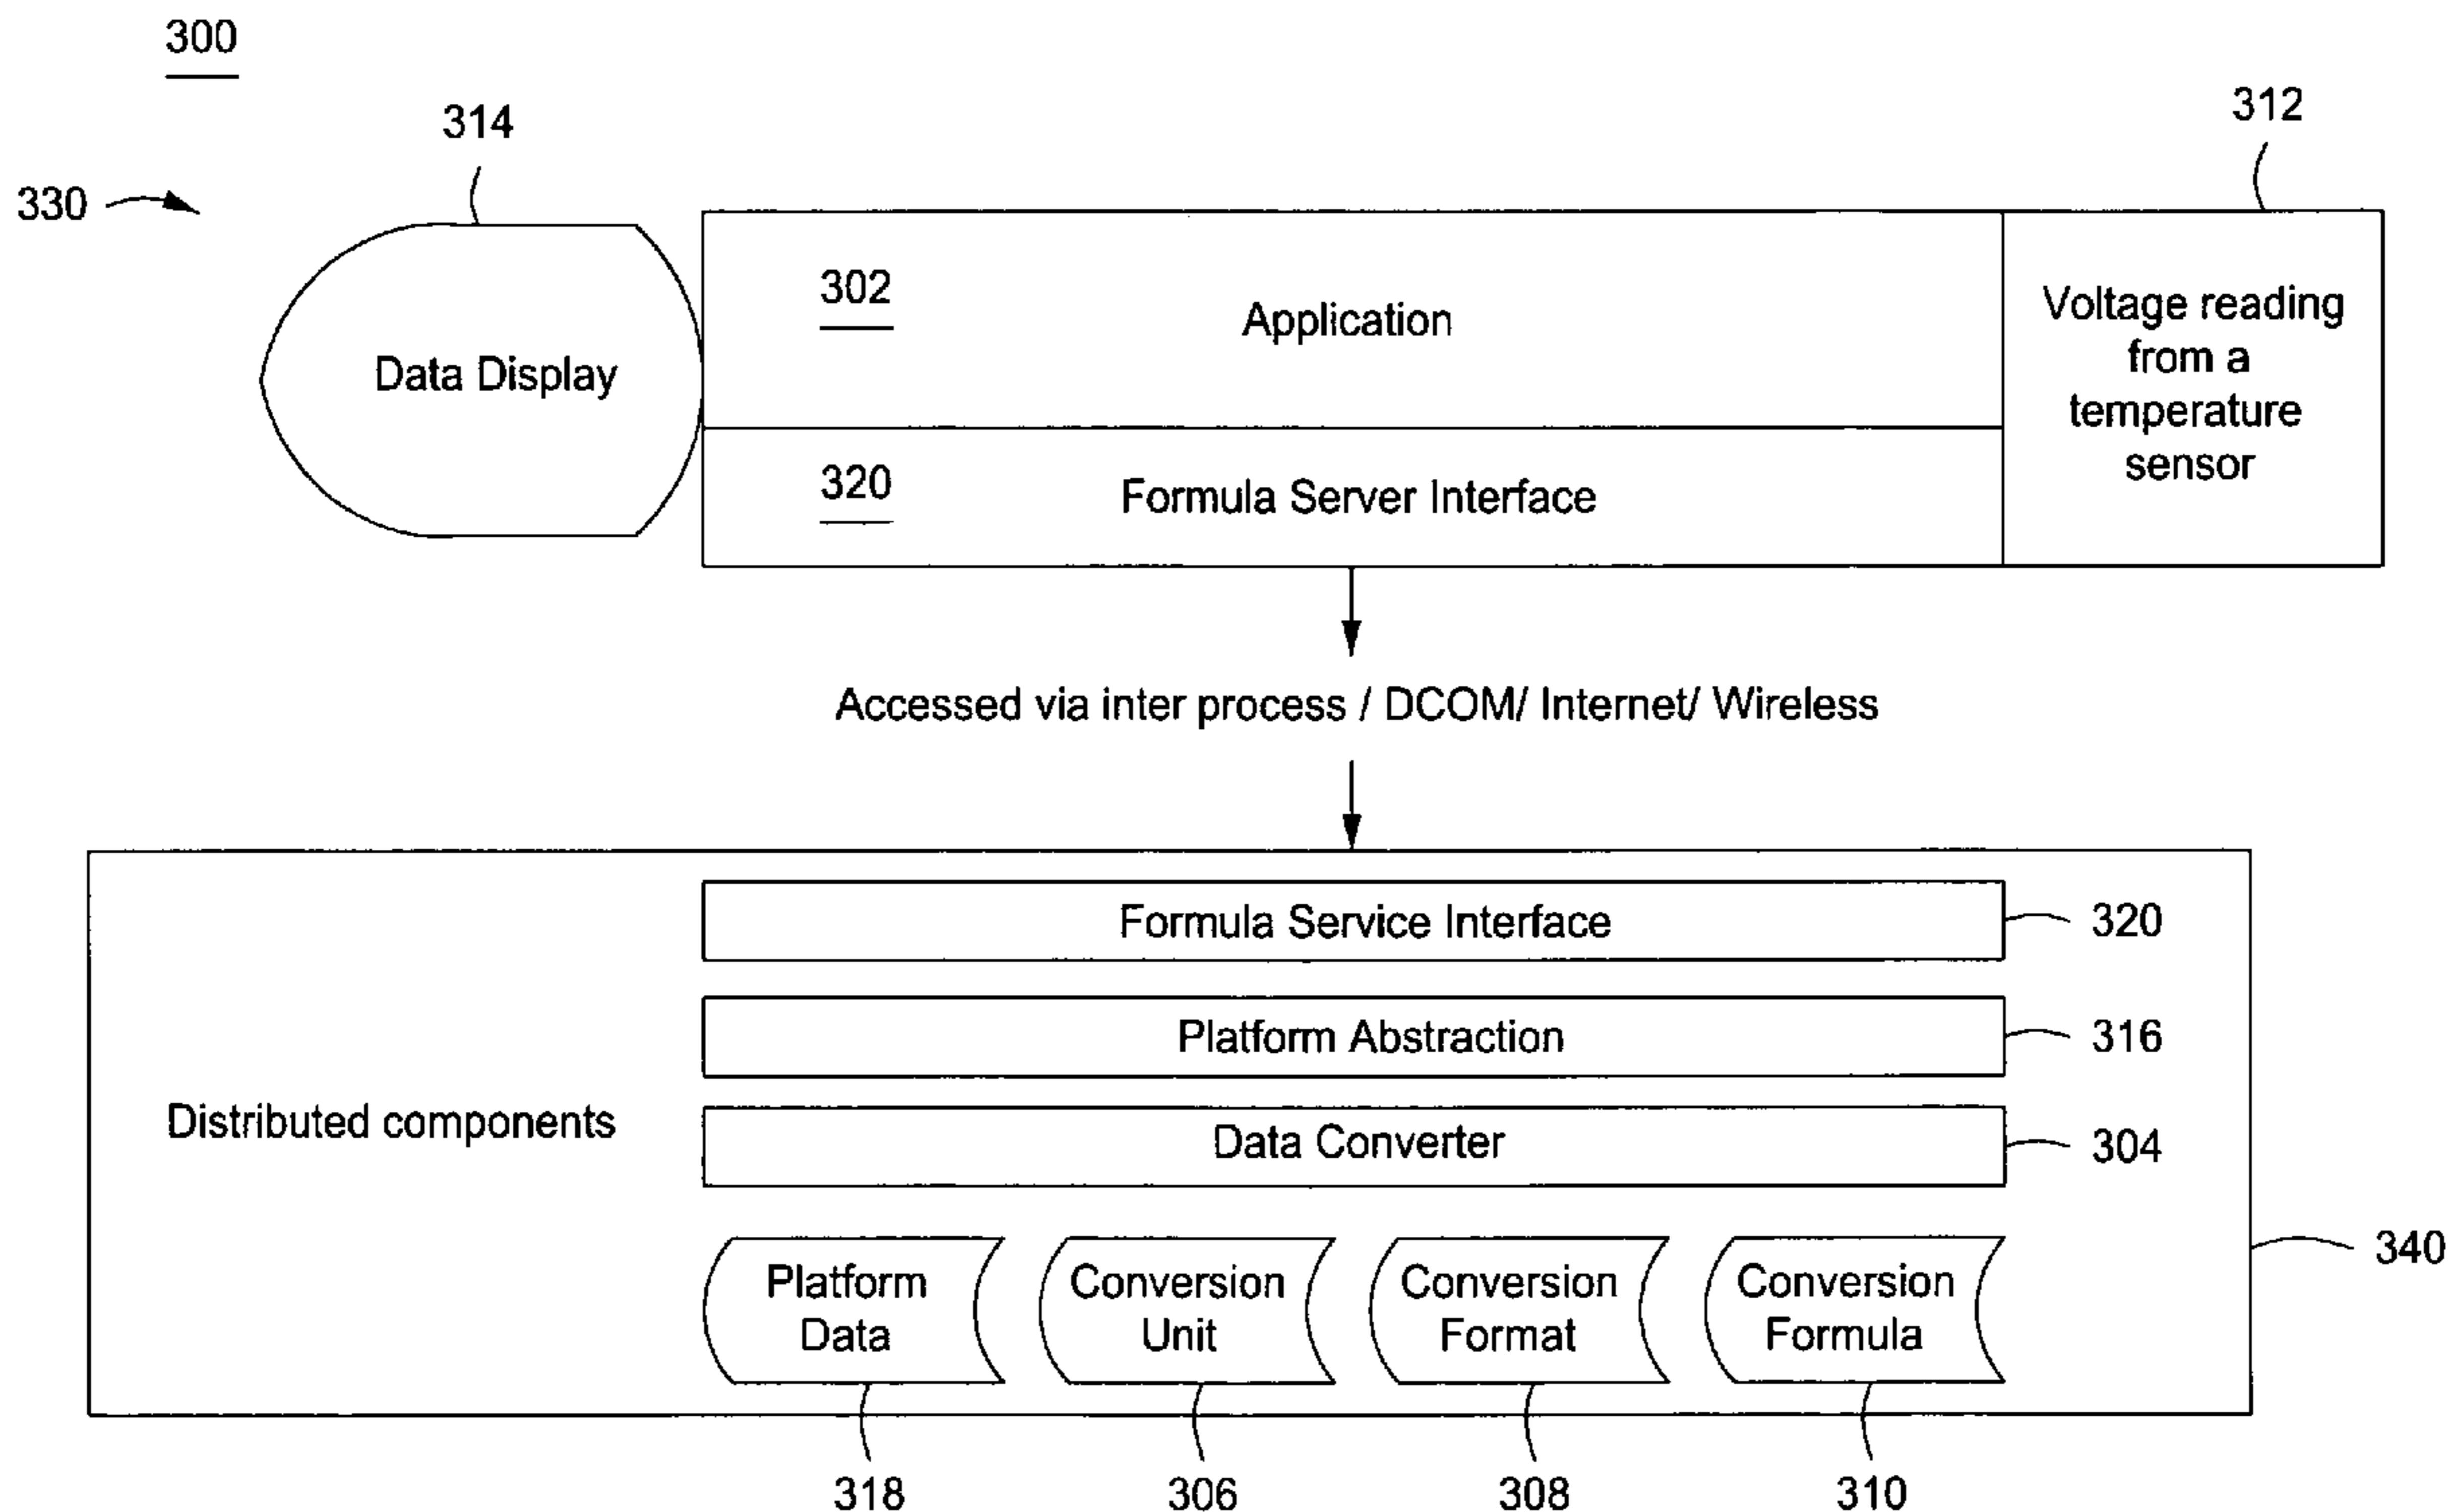 300
314
312
330
302
Application
Voltage reading
from a
temperature
sensor
Data Display
320
Formula Server Interface
Accessed via inter process / DCOM/ Internet/ Wireless
Formula Service Interface
320
Platform Abstraction
316
Distributed components
Data Converter
304
Platform
Data
Conversion
Unit
Conversion
Format
Conversion
Formula
340
318
306
308
310